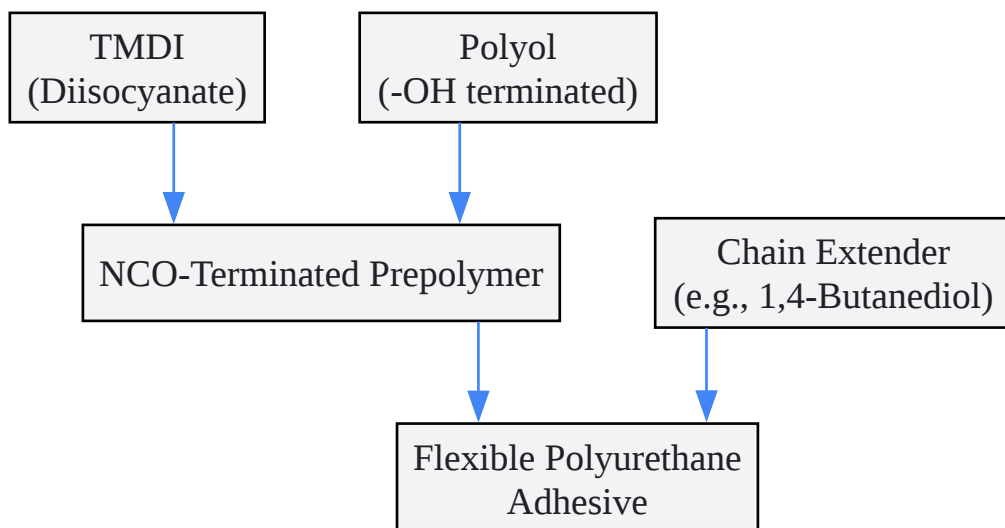 TMDI
(Diisocyanate)
Polyol
(-OH terminated)
NCO-Terminated Prepolymer
Chain Extender
(e.g., 1,4-Butanediol)
Flexible Polyurethane
Adhesive